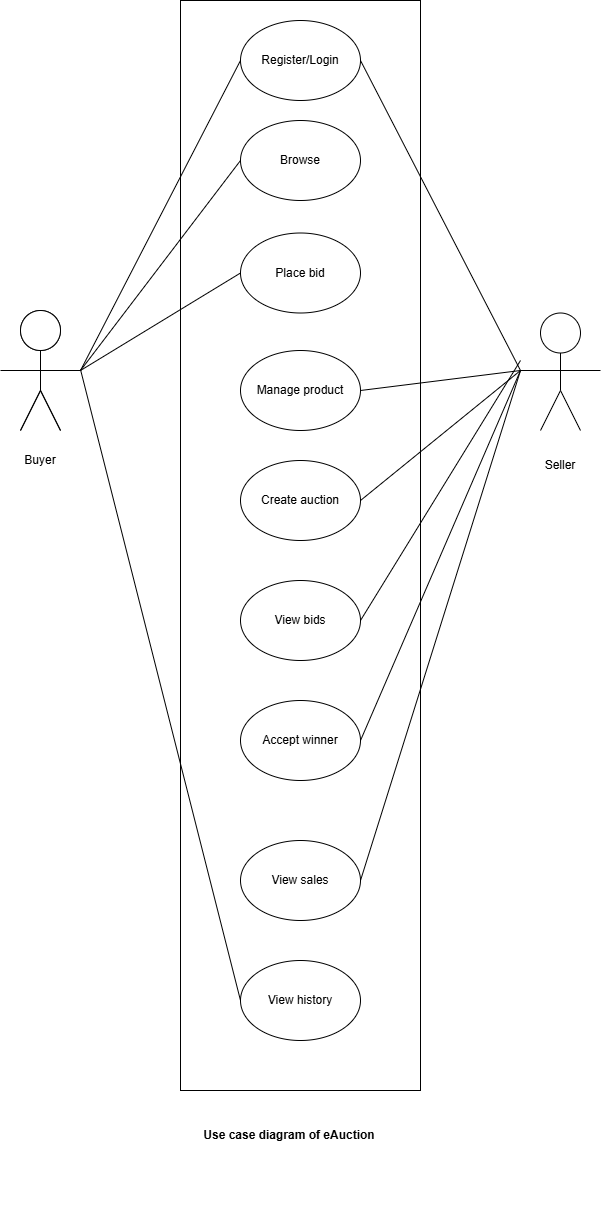 Register/Login
Browse
Place bid
Manage product
Buyer
Seller
Create auction
View bids
Accept winner
View sales
View history
Use case diagram of eAuction